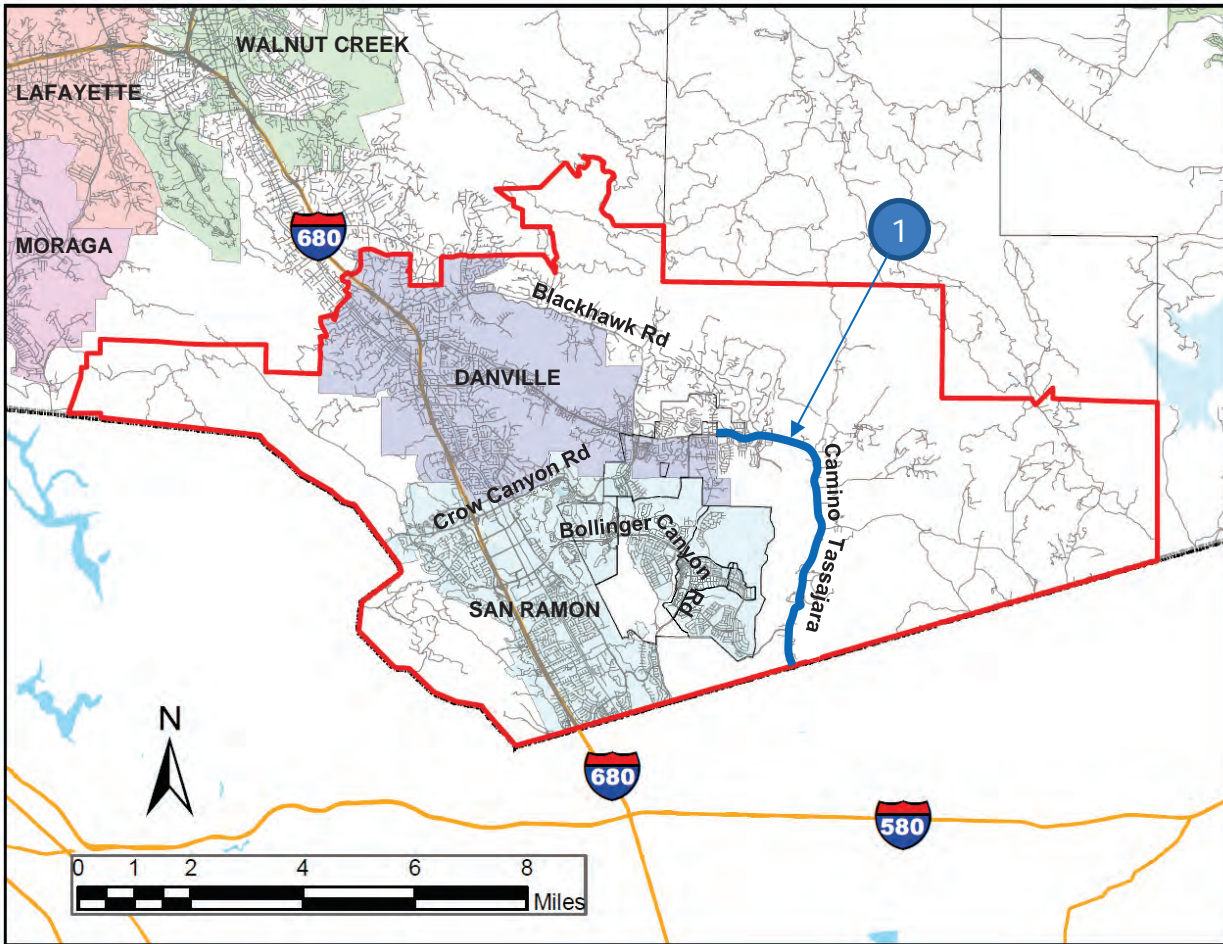 WALNUT CREEK
LAFAYETTE
1
MORAGA
680
Blackhawk Rd
DANVILLE
Camino Tassajara
Crow Canyon Rd
Bollinger Canyon Rd
SAN RAMON
N
680
580
0 1 2 4 6 8
Miles